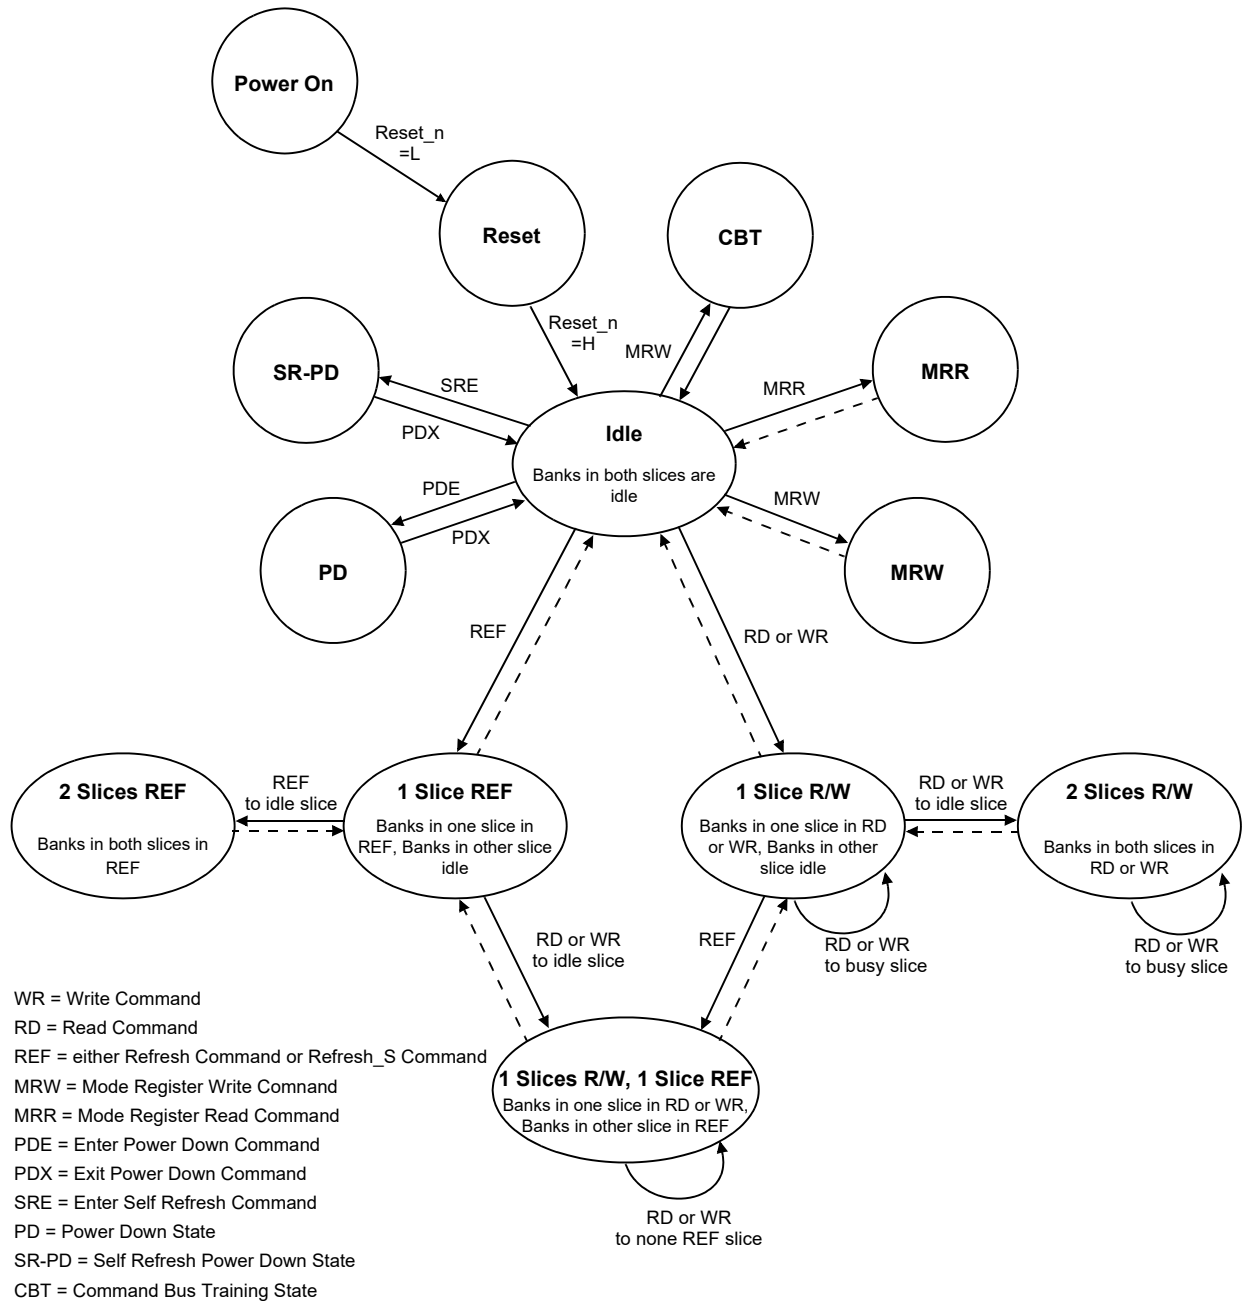 Power On
Reset_n
=L
Reset
CBT
Reset_n
=H
MRW
SR-PD
SRE
PDX
MRR
MRR
Idle
Banks in both slices are
idle
PDE
PDX
PD
MRW
MRW
REF
RD or WR
2 Slices REF
Banks in both slices in
REF
REF
to idle slice
1 Slice REF
Banks in one slice in
REF, Banks in other slice
idle
1 Slice R/W
Banks in one slice in RD
or WR, Banks in other
slice idle
RD or WR
to idle slice
2 Slices R/W
Banks in both slices in
RD or WR
RD or WR
to idle slice
REF
RD or WR
to busy slice
RD or WR
to busy slice
1 Slices R/W, 1 Slice REF
Banks in one slice in RD or WR,
Banks in other slice in REF
RD or WR
to none REF slice
WR = Write Command
RD = Read Command
REF = either Refresh Command or Refresh_S Command
MRW = Mode Register Write Command
MRR = Mode Register Read Command
PDE = Enter Power Down Command
PDX = Exit Power Down Command
SRE = Enter Self Refresh Command
PD = Power Down State
SR-PD = Self Refresh Power Down State
CBT = Command Bus Training State